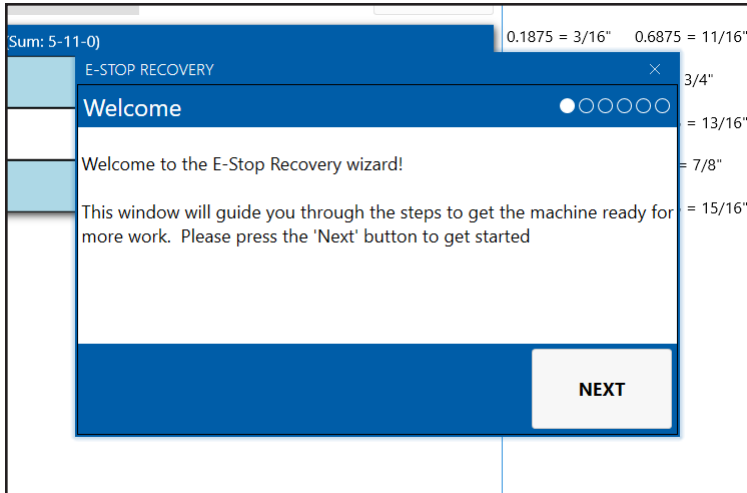 (Sum: 5-11-0)
0.1875 = 3/16" 0.6875 = 11/16"
E-STOP RECOVERY
3/4"
Welcome
= 13/16"
Welcome to the E-Stop Recovery wizard!
= 7/8"
This window will guide you through the steps to get the machine ready for
= 15/16"
more work. Please press the 'Next' button to get started
NEXT